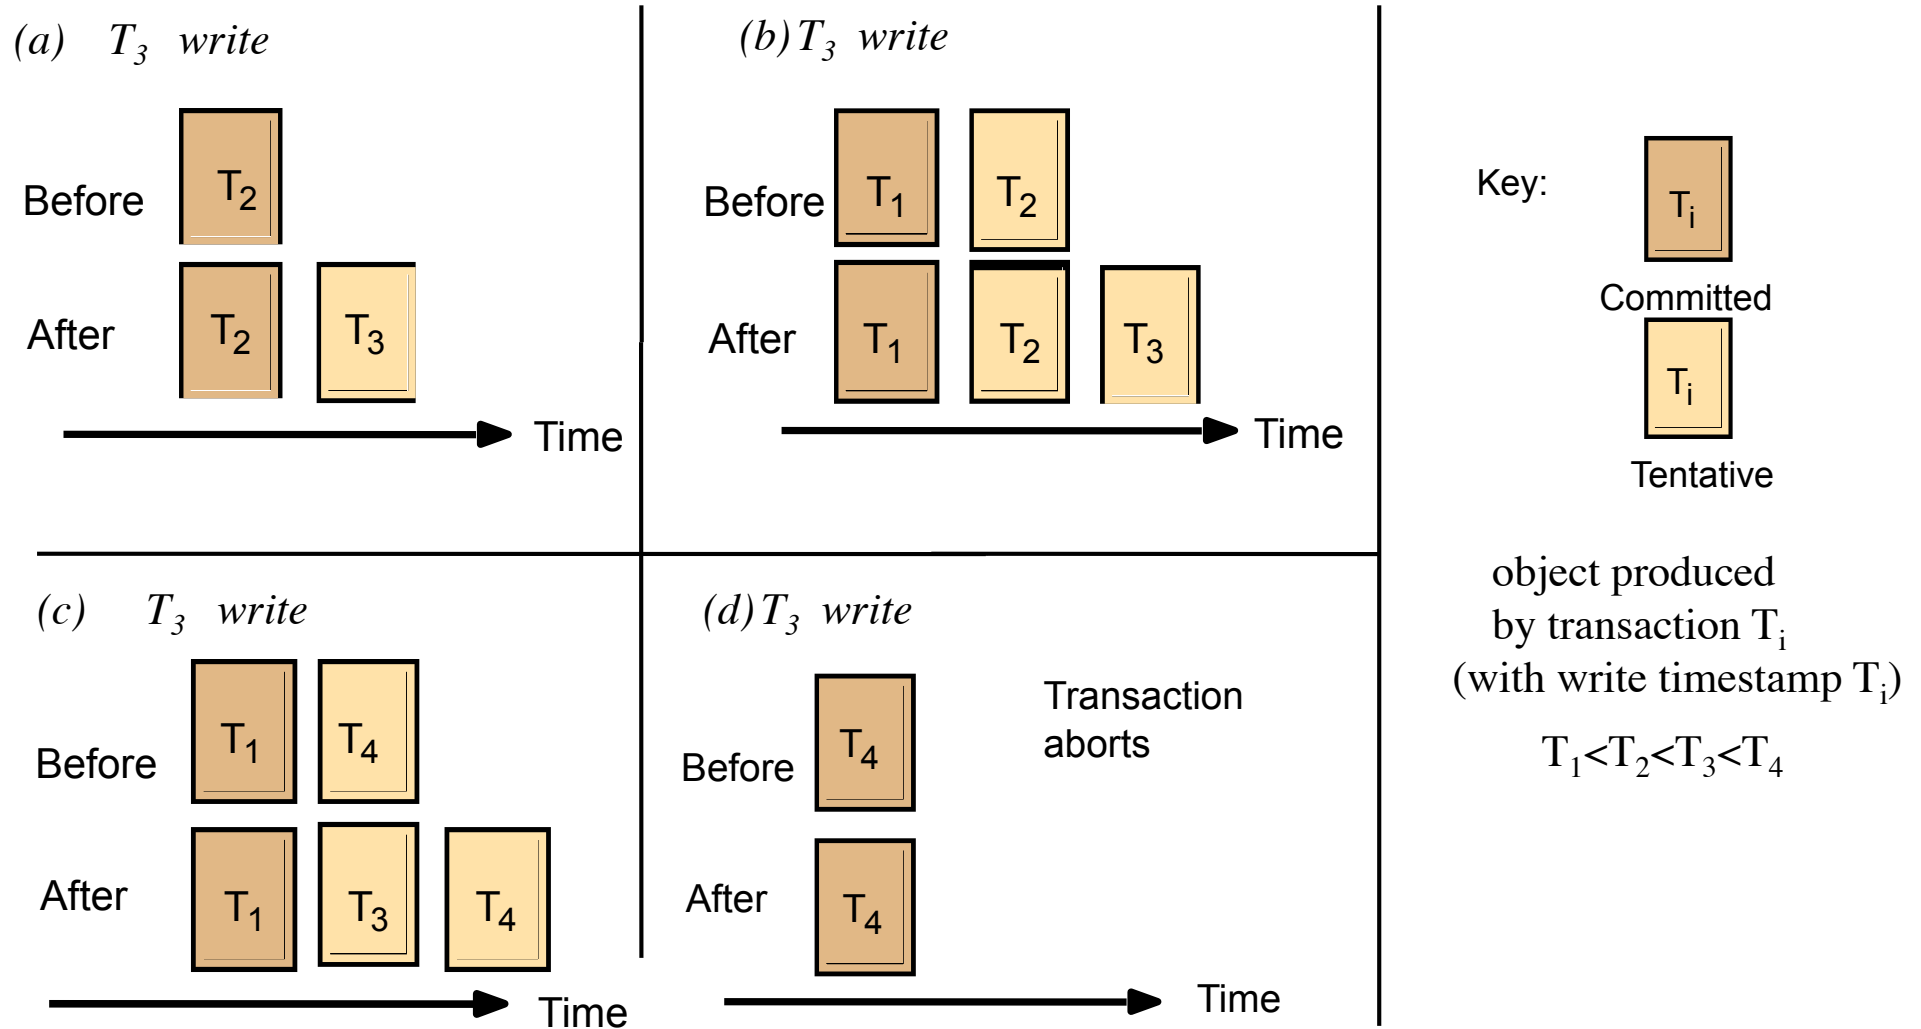 (a) T3 write
Before
T2
After
T2 T3
Time
(b) T3 write
Before
T1 T2
After
T1 T2 T3
Time
(c) T3 write
Before
T1 T4
After
T1 T3 T4
Time
(d) T3 write
Transaction
aborts
Before
T4
After
T4
Time
Key:
Ti
Committed
Ti
Tentative
object produced
by transaction Ti
(with write timestamp Ti)
T1<T2<T3<T4